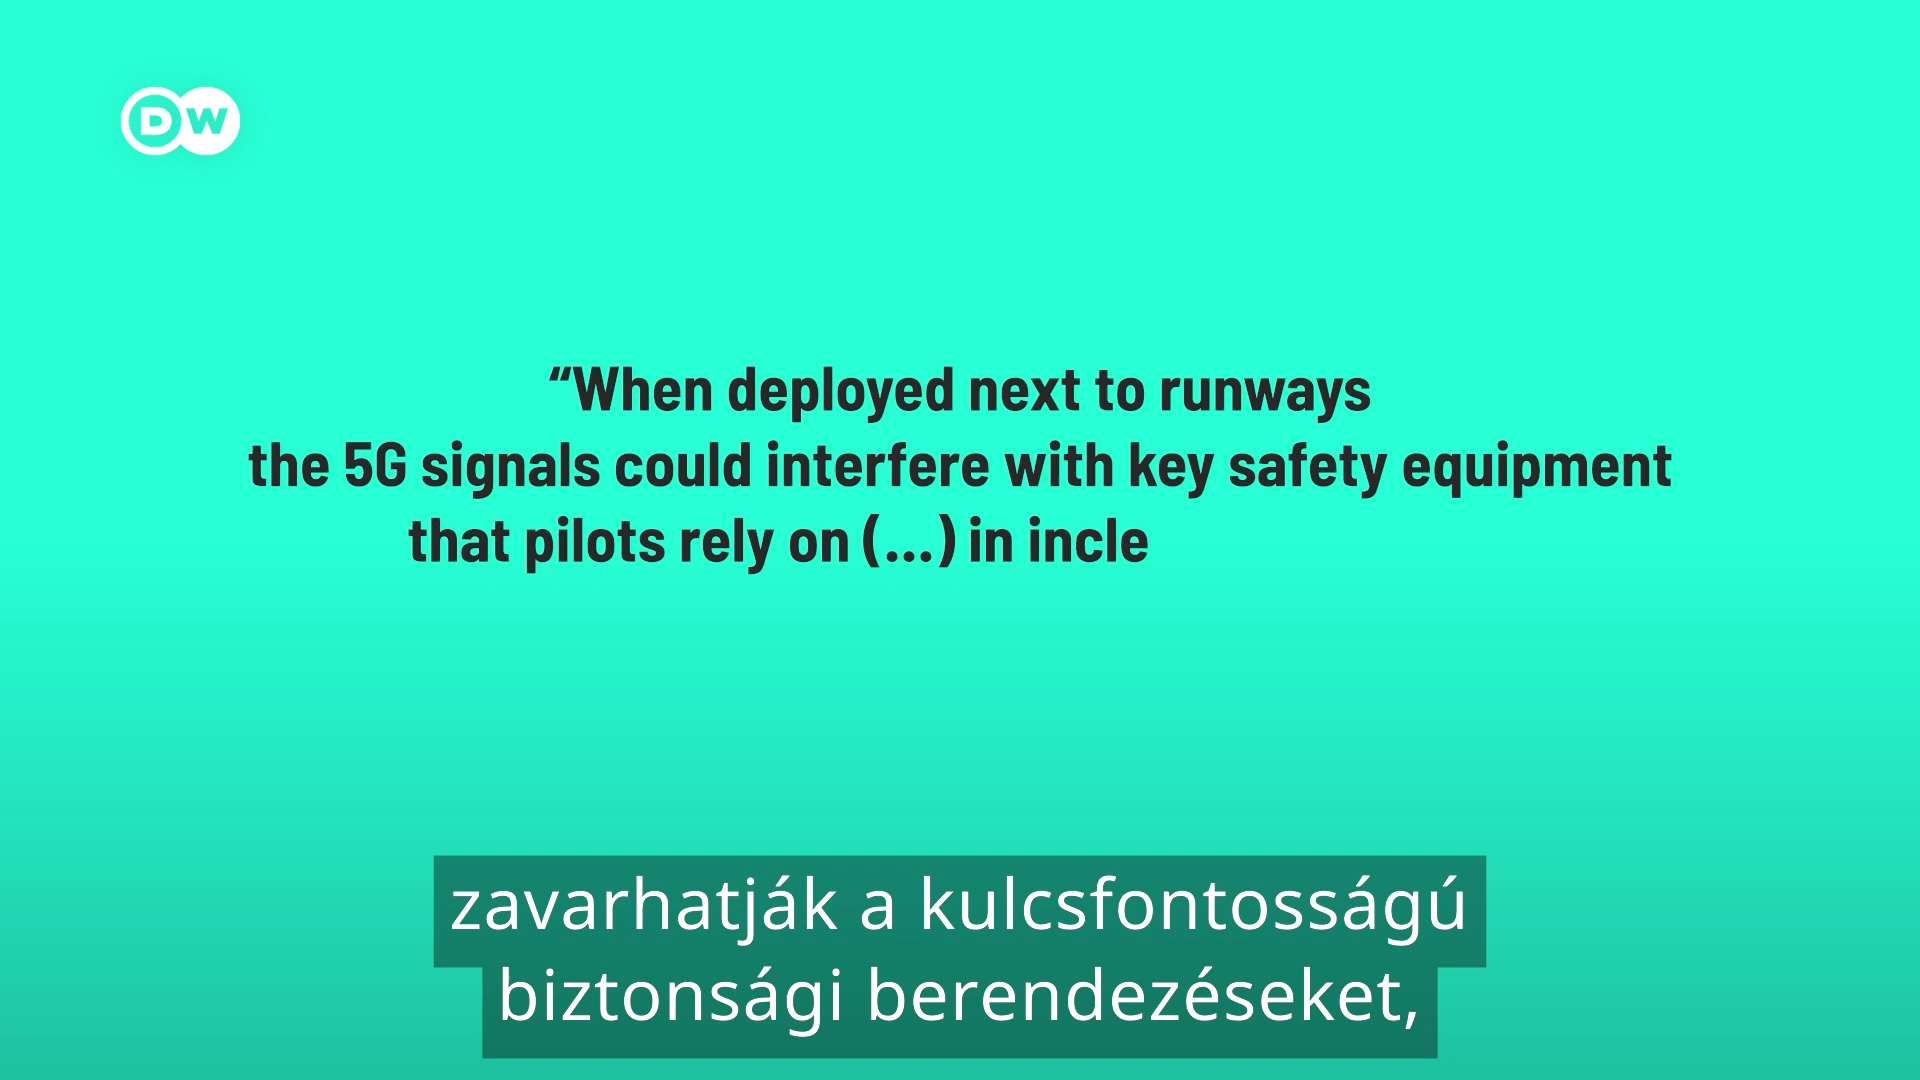 DW
“When deployed next to runways
the 5G signals could interfere with key safety equipment
that pilots rely on (...) in incle
zavarhatják a kulcsfontosságú
biztonsági berendezéseket,